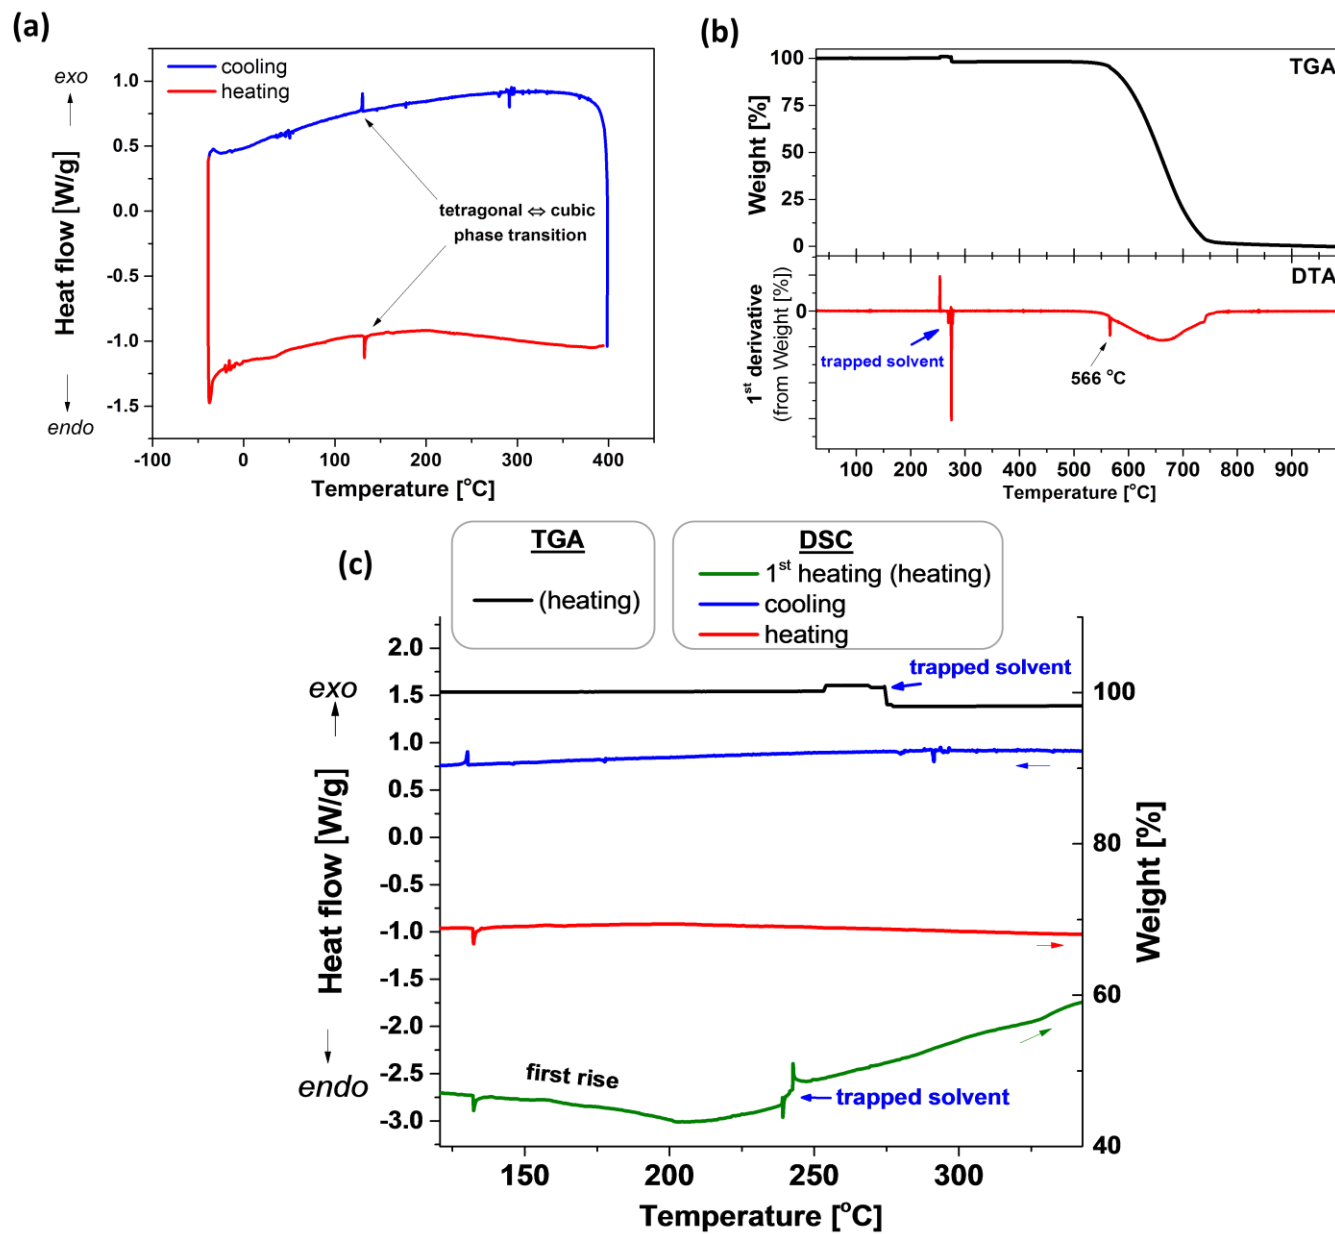 (a)
exo
Heat flow [W/g]
endo
cooling
heating
1.0
0.5
0.0
-0.5
-1.0
-1.5
tetragonal ⇔ cubic
phase transition
-100 0 100 200 300 400
Temperature [°C]
(b)
TGA
Weight [%]
100
75
50
25
0
DTA
1st derivative
(from Weight [%])
0
trapped solvent
566 °C
100 200 300 400 500 600 700 800 900
Temperature [°C]
(c)
TGA
(heating)
DSC
1st heating (heating)
cooling
heating
exo
Heat flow [W/g]
endo
2.0
1.5
1.0
0.5
0.0
-0.5
-1.0
-1.5
-2.0
-2.5
-3.0
trapped solvent
first rise
trapped solvent
100
80
60
40
Weight [%]
150 200 250 300
Temperature [°C]